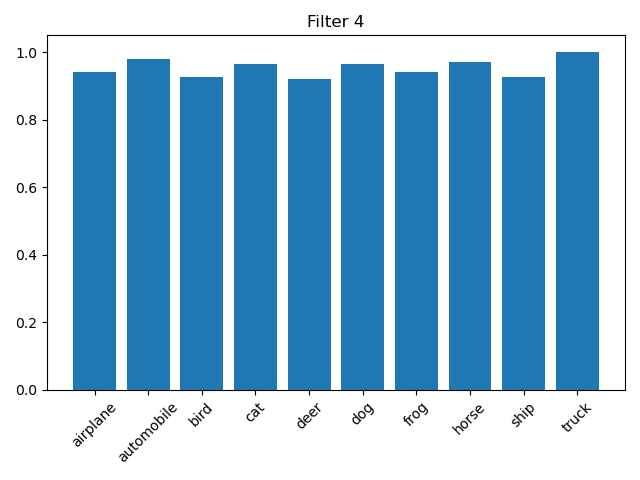 Filter 4
1.0
0.8
0.6
0.4
0.2
0.0
airplane
automobile
bird
cat
deer
dog
frog
horse
ship
truck